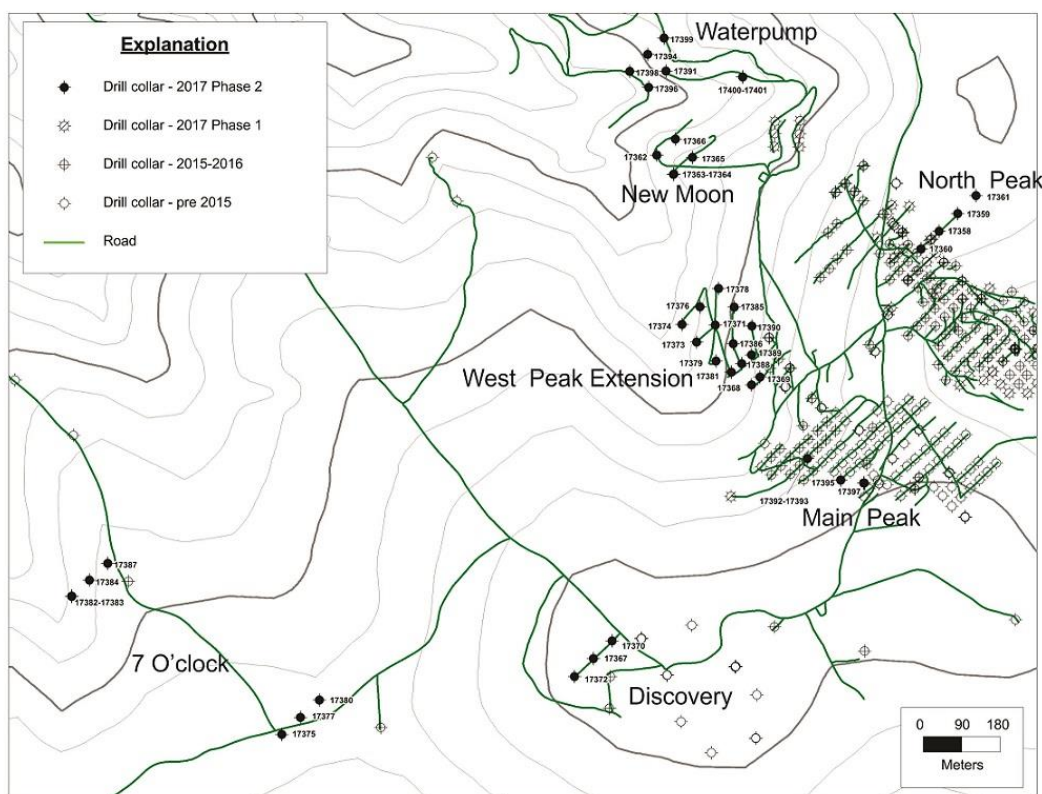 Explanation
Drill collar - 2017 Phase 2
Drill collar - 2017 Phase 1
Drill collar - 2015-2016
Drill collar - pre 2015
Road
17399
Waterpump
17394
17398
17391
17396
17400-17401
17366
17362
17365
17363-17364
New Moon
North Peak
17361
17359
17358
17360
17378
17376
17385
17374
17371
17390
17373
17386
17389
17379
17388
West Peak Extension
17381
17368
17369
17395
17397
17392-17393
Main Peak
17387
17384
17382-17383
7 O'clock
17370
17367
17372
Discovery
17380
17377
17375
0 90 180
Meters